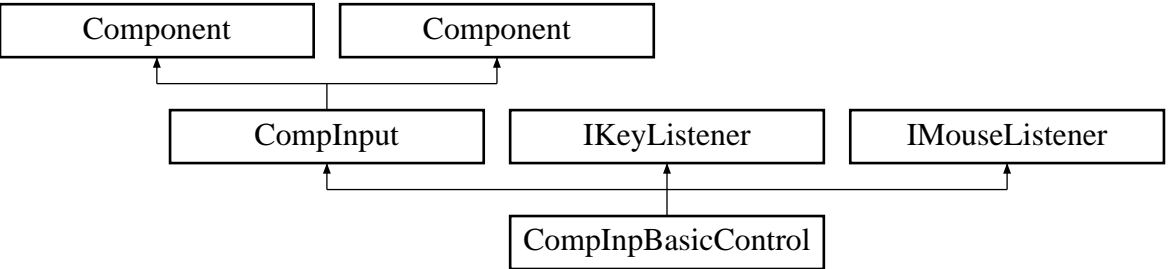 Component
Component
CompInput
IKeyListener
IMouseListener
CompInpBasicControl